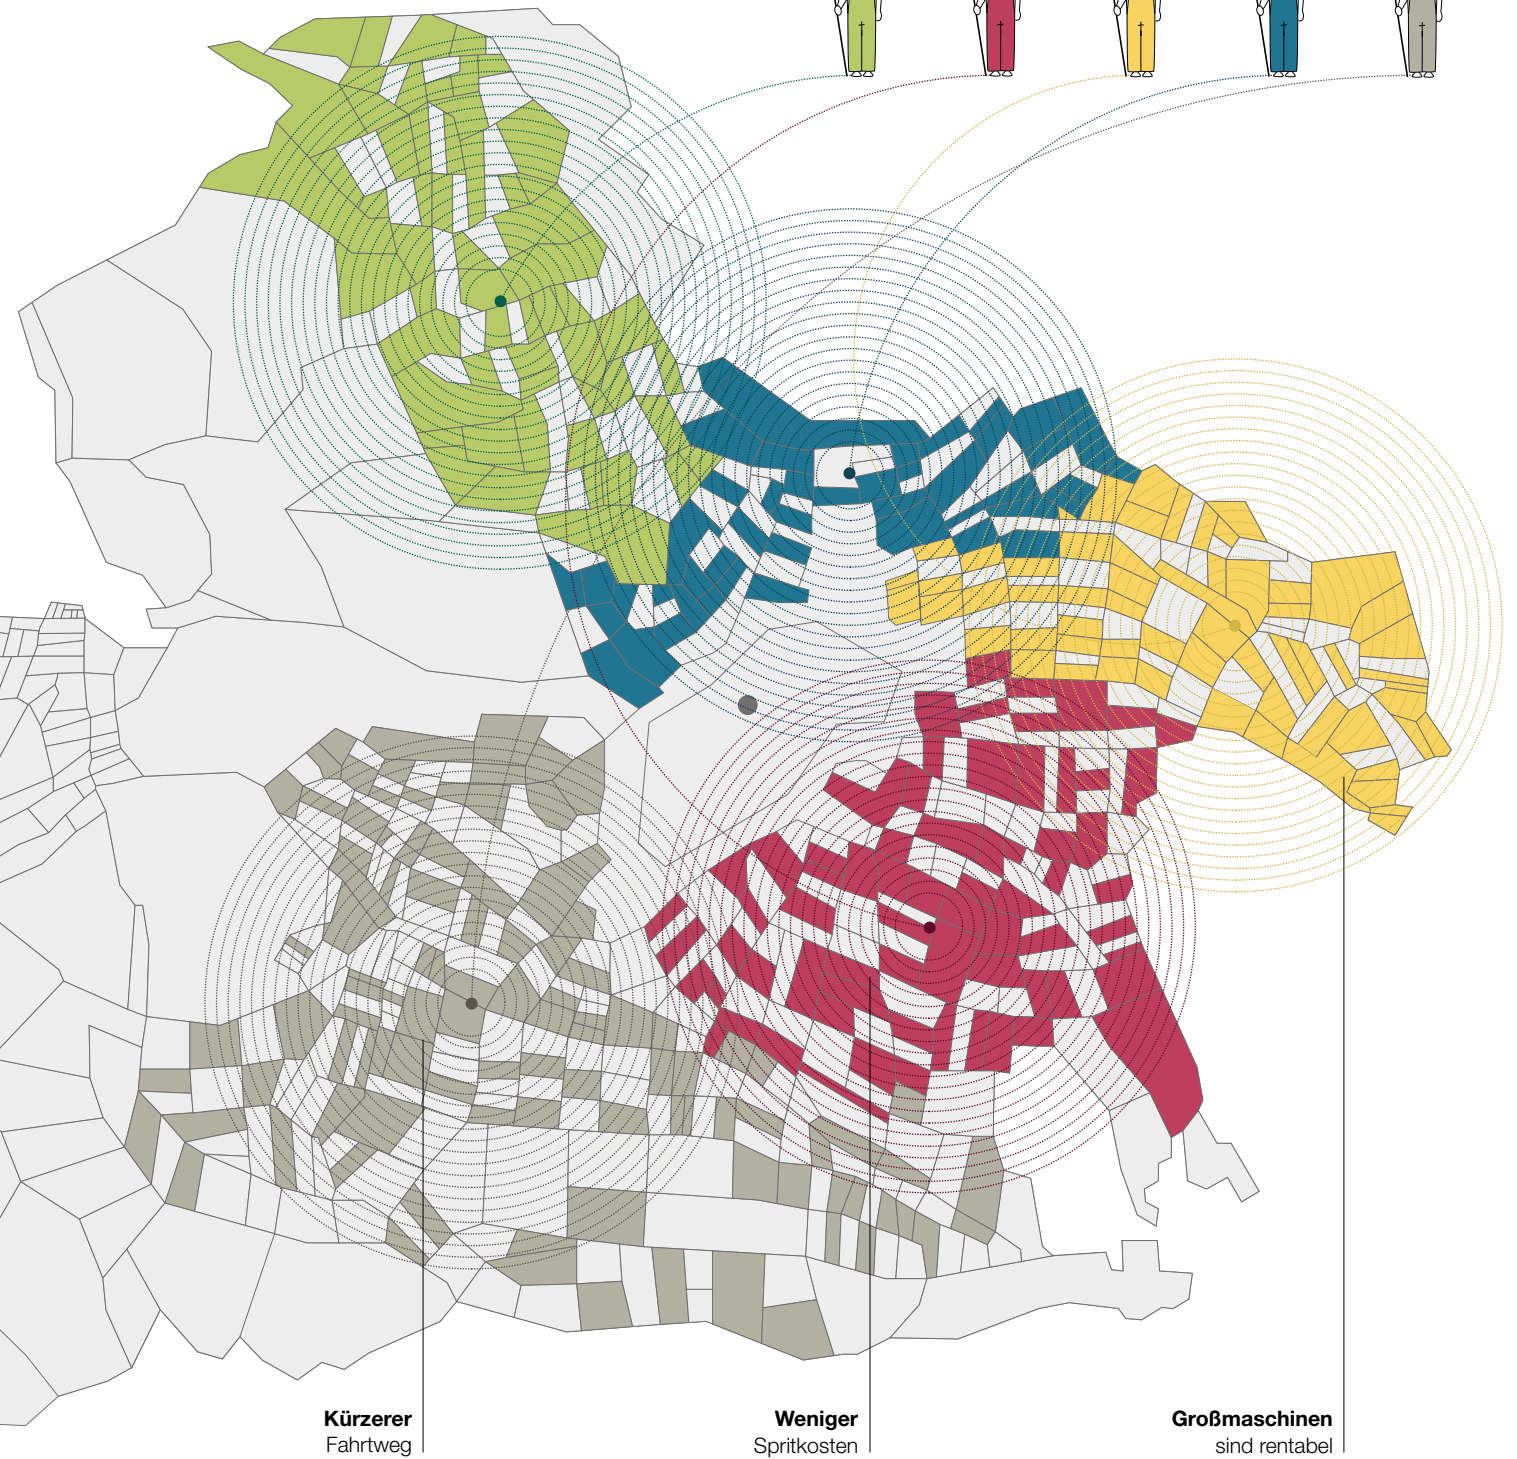 Kürzerer
Fahrtweg
Weniger
Spritkosten
Großmaschinen
sind rentabel